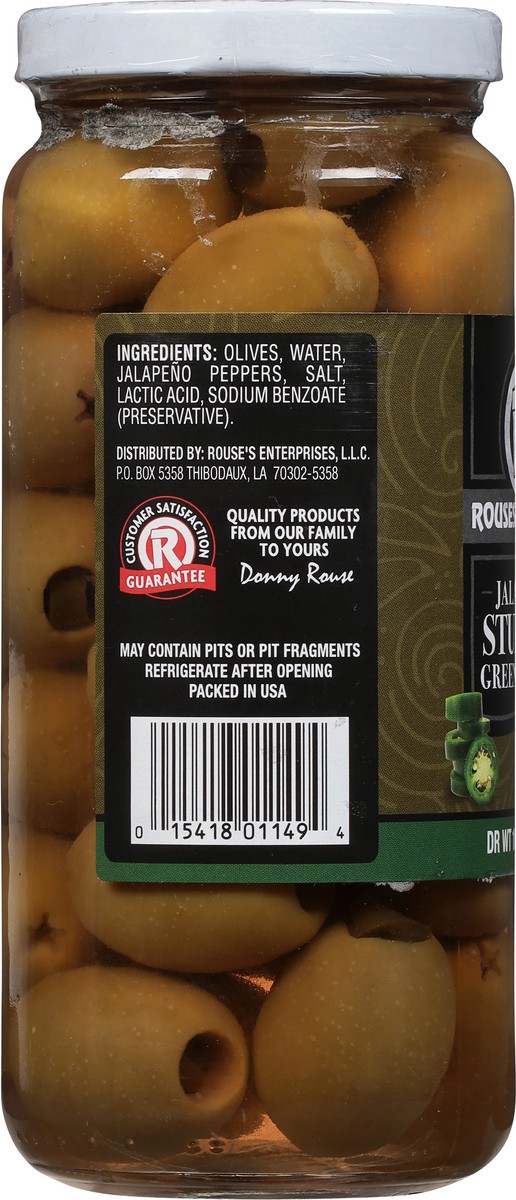 INGREDIENTS: OLIVES, WATER,
JALAPEÑO PEPPERS, SALT,
LACTIC ACID, SODIUM BENZOATE
(PRESERVATIVE).
DISTRIBUTED BY: ROUSE'S ENTERPRISES, L.L.C.
P.O. BOX 5358 THIBODAUX, LA 70302-5358
CUSTOMER SATISFACTION
R
GUARANTEE
QUALITY PRODUCTS
FROM OUR FAMILY
TO YOURS
Donny Rouse
MAY CONTAIN PITS OR PIT FRAGMENTS
REFRIGERATE AFTER OPENING
PACKED IN USA
0 15418 01149 4
ROUSES
JAL
STU
GREEN
DR WT